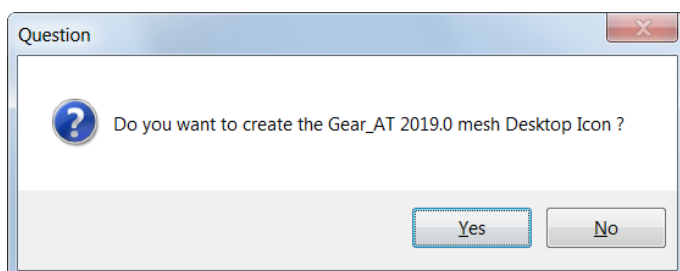 Question
Do you want to create the Gear_AT 2019.0 mesh Desktop Icon ?
Yes
No